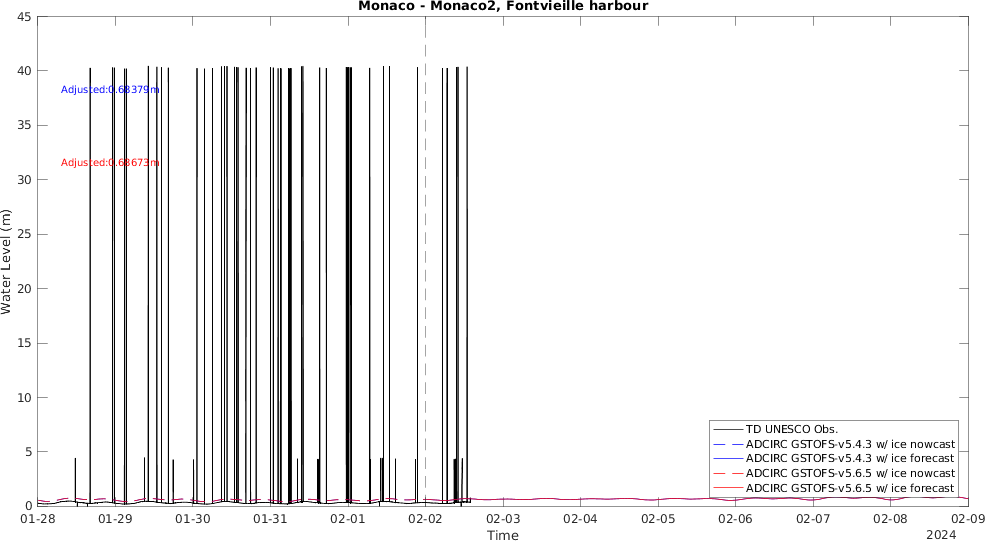 Monaco - Monaco2, Fontvieille harbour
45
40
35
30
25
20
15
10
5
0
Water Level (m)
Adjusted:0.68379m
Adjusted:0.68673m
TD UNESCO Obs.
ADCIRC GSTOFS-v5.4.3 w/ ice nowcast
ADCIRC GSTOFS-v5.4.3 w/ ice forecast
ADCIRC GSTOFS-v5.6.5 w/ ice nowcast
ADCIRC GSTOFS-v5.6.5 w/ ice forecast
01-28 01-29 01-30 01-31 02-01 02-02 02-03 02-04 02-05 02-06 02-07 02-08 02-09
Time
2024